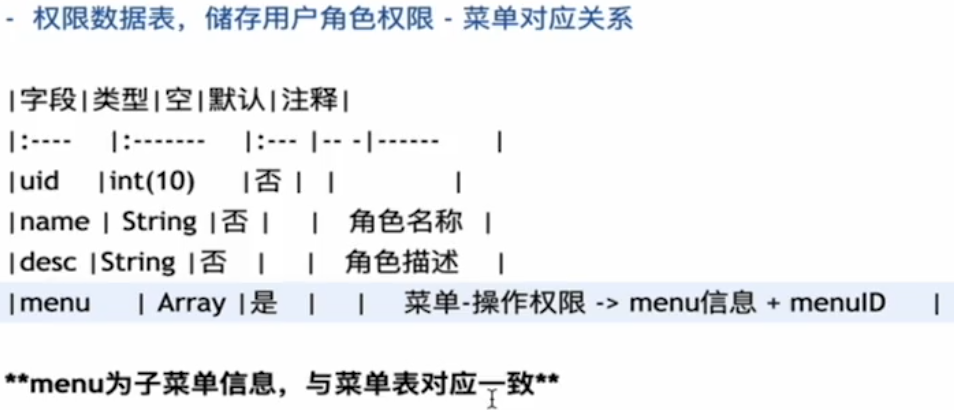 - 权限数据表，储存用户角色权限 - 菜单对应关系
|字段|类型|空|默认|注释|
|:---- |:------- |:--- |-- -|------ |
|uid |int(10) |否 | | |
|name | String |否 | | 角色名称 |
|desc |String |否 | | 角色描述 |
|menu | Array |是 | | 菜单-操作权限 -> menu信息 + menuID |
**menu为子菜单信息，与菜单表对应一致**